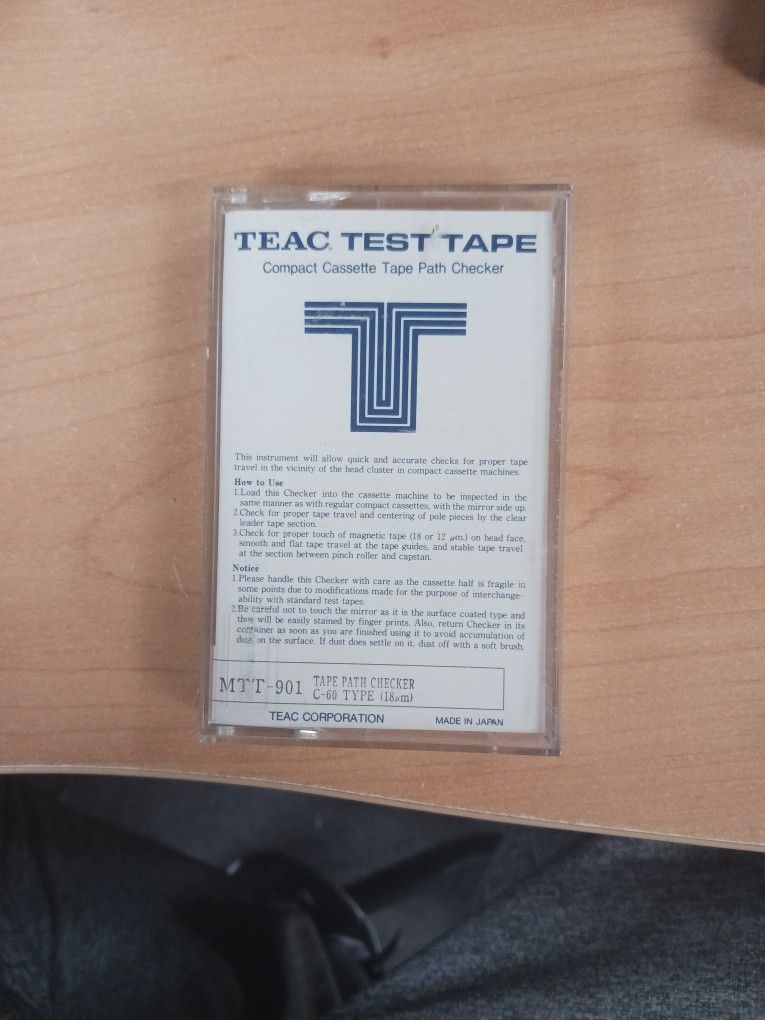 TEAC TEST TAPE
Compact Cassette Tape Path Checker
This instrument will allow quick and accurate checks for proper tape
travel in the vicinity of the head cluster in compact cassette machines.
How to Use
1.Load this Checker into the cassette machine to be inspected in the
same manner as with regular compact cassettes, with the mirror side up.
2.Check for proper tape travel and centering of pole pieces by the clear
leader tape section.
3.Check for proper touch of magnetic tape (18 or 12 μm.) on head face,
smooth and flat tape travel at the tape guides, and stable tape travel
at the section between pinch roller and capstan.
Notice
1.Please handle this Checker with care as the cassette half is fragile in
some points due to modifications made for the purpose of interchange-
ability with standard test tapes.
2.Be careful not to touch the mirror as it is the surface coated type and
thus will be easily stained by finger prints. Also, return Checker in its
container as soon as you are finished using it to avoid accumulation of
dust on the surface. If dust does settle on it, dust off with a soft brush.
MTT-901 TAPE PATH CHECKER
C-60 TYPE (18μm)
TEAC CORPORATION MADE IN JAPAN